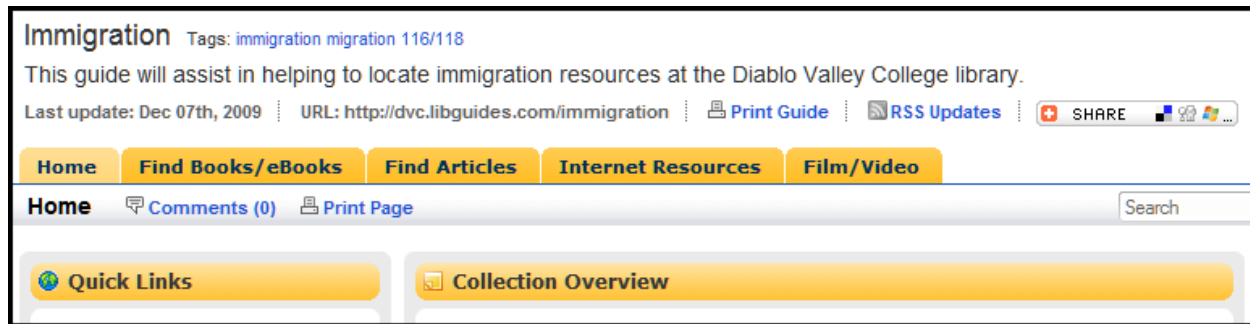 Immigration Tags: immigration migration 116/118
This guide will assist in helping to locate immigration resources at the Diablo Valley College library.
Last update: Dec 07th, 2009 URL: http://dvc.libguides.com/immigration Print Guide RSS Updates SHARE ...
Home Find Books/eBooks Find Articles Internet Resources Film/Video
Home Comments (0) Print Page Search
Quick Links Collection Overview